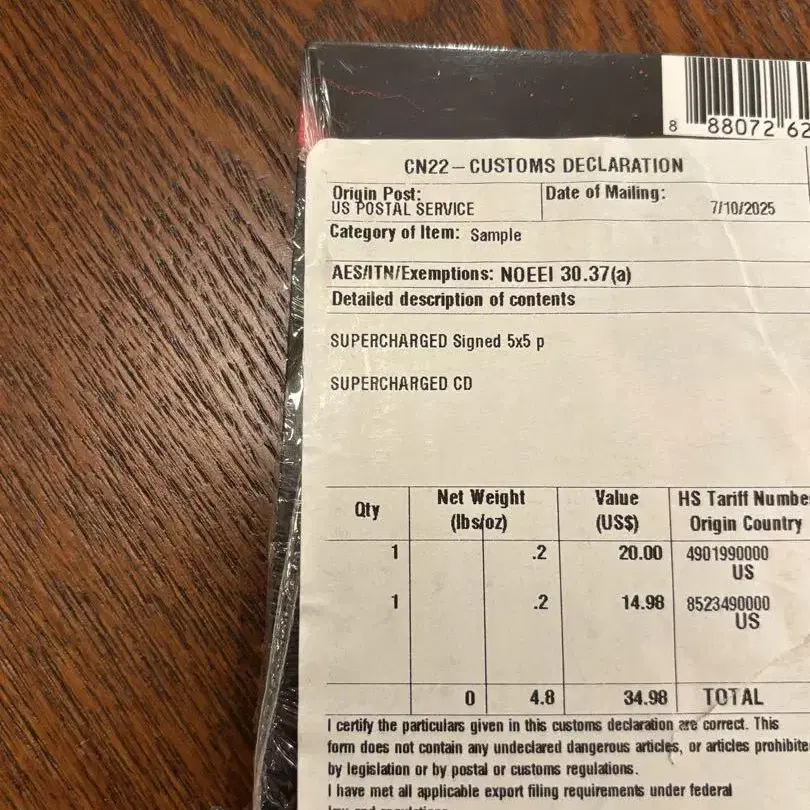 8 88072 62
CN22 – CUSTOMS DECLARATION
Origin Post:
US POSTAL SERVICE
Date of Mailing:
7/10/2025
Category of Item: Sample
AES/ITN/Exemptions: NOEEI 30.37(a)
Detailed description of contents
SUPERCHARGED Signed 5x5 p
SUPERCHARGED CD
Qty
Net Weight
(lbs/oz)
Value
(US$)
HS Tariff Numbe
Origin Country
1 .2 20.00 4901990000
US
1 .2 14.98 8523490000
US
0 4.8 34.98 TOTAL
I certify the particulars given in this customs declaration are correct. This
form does not contain any undeclared dangerous articles, or articles prohibite
by legislation or by postal or customs regulations.
I have met all applicable export filing requirements under federal